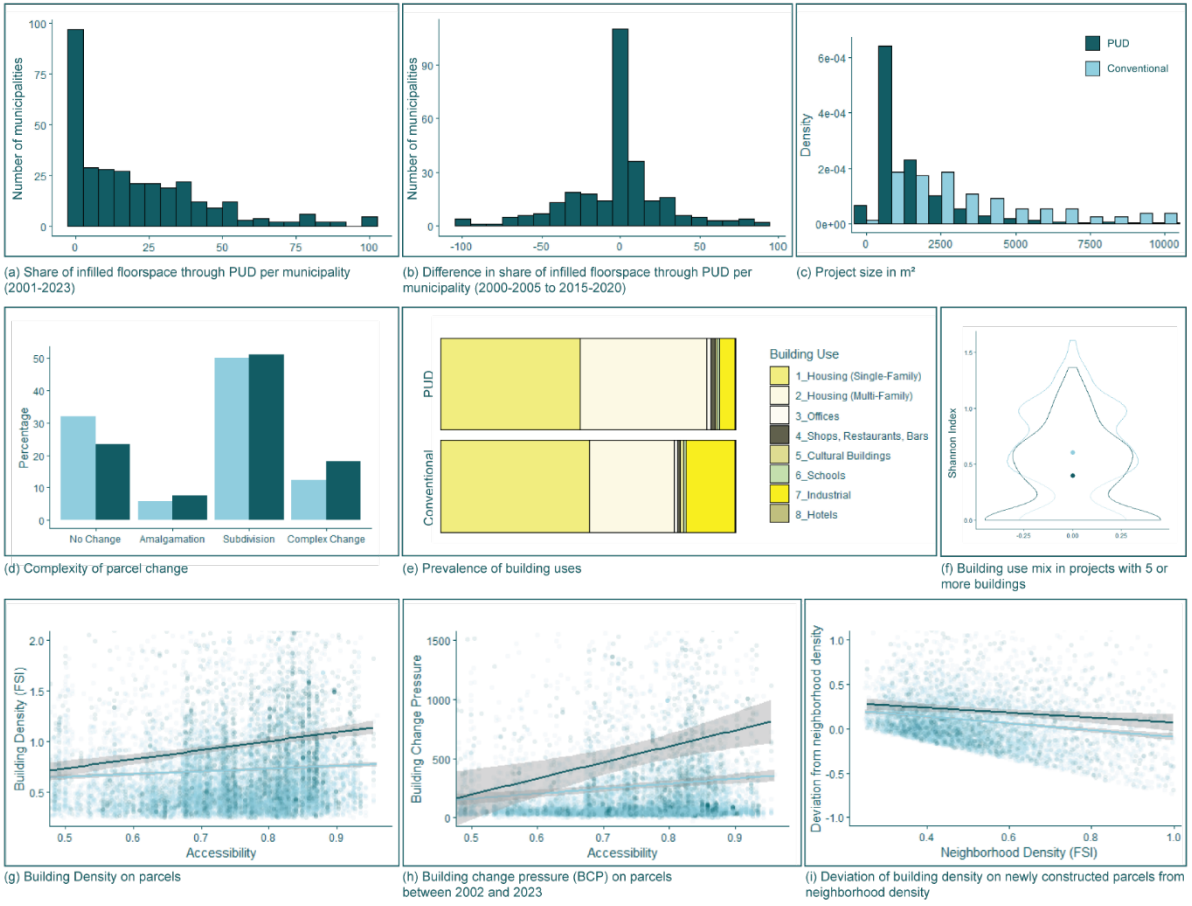 Number of municipalities
100
75
50
25
0
0 25 50 75 100
(a) Share of infilled floorspace through PUD per municipality
(2001-2023)
Number of municipalities
90
60
30
0
-100 -50 0 50 100
(b) Difference in share of infilled floorspace through PUD per
municipality (2000-2005 to 2015-2020)
Density
6e-04
4e-04
2e-04
0e+00
0 2500 5000 7500 10000
PUD
Conventional
(c) Project size in m²
Percentage
50
40
30
20
10
0
No Change Amalgamation Subdivision Complex Change
(d) Complexity of parcel change
PUD
Conventional
Building Use
1_Housing (Single-Family)
2_Housing (Multi-Family)
3_Offices
4_Shops, Restaurants, Bars
5_Cultural Buildings
6_Schools
7_Industrial
8_Hotels
(e) Prevalence of building uses
Shannon Index
1.5
1.0
0.5
0.0
-0.25 0.00 0.25
(f) Building use mix in projects with 5 or
more buildings
Building Density (FSI)
2.0
1.5
1.0
0.5
0.5 0.6 0.7 0.8 0.9
Accessibility
(g) Building Density on parcels
Building Change Pressure
1500
1000
500
0
0.5 0.6 0.7 0.8 0.9
Accessibility
(h) Building change pressure (BCP) on parcels
between 2002 and 2023
Deviation from neighborhood density
1.0
0.5
0.0
-0.5
-1.0
0.4 0.6 0.8 1.0
Neighborhood Density (FSI)
(i) Deviation of building density on newly constructed parcels from
neighborhood density